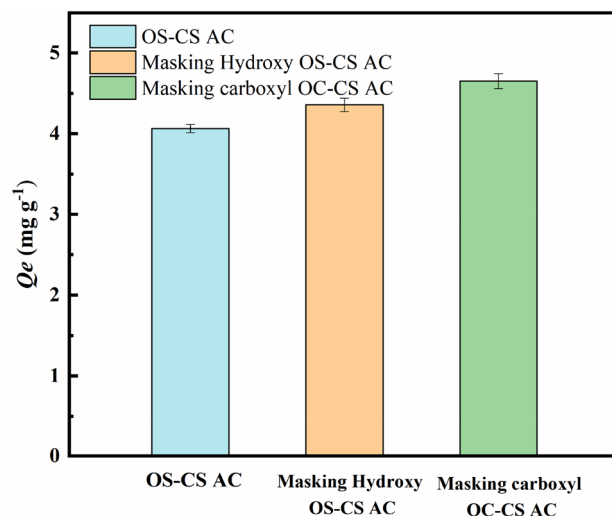 OS-CS AC
Masking Hydroxy OS-CS AC
Masking carboxyl OC-CS AC
5
4
3
2
1
0
Qe (mg g⁻¹)
OS-CS AC
Masking Hydroxy
OS-CS AC
Masking carboxyl
OC-CS AC